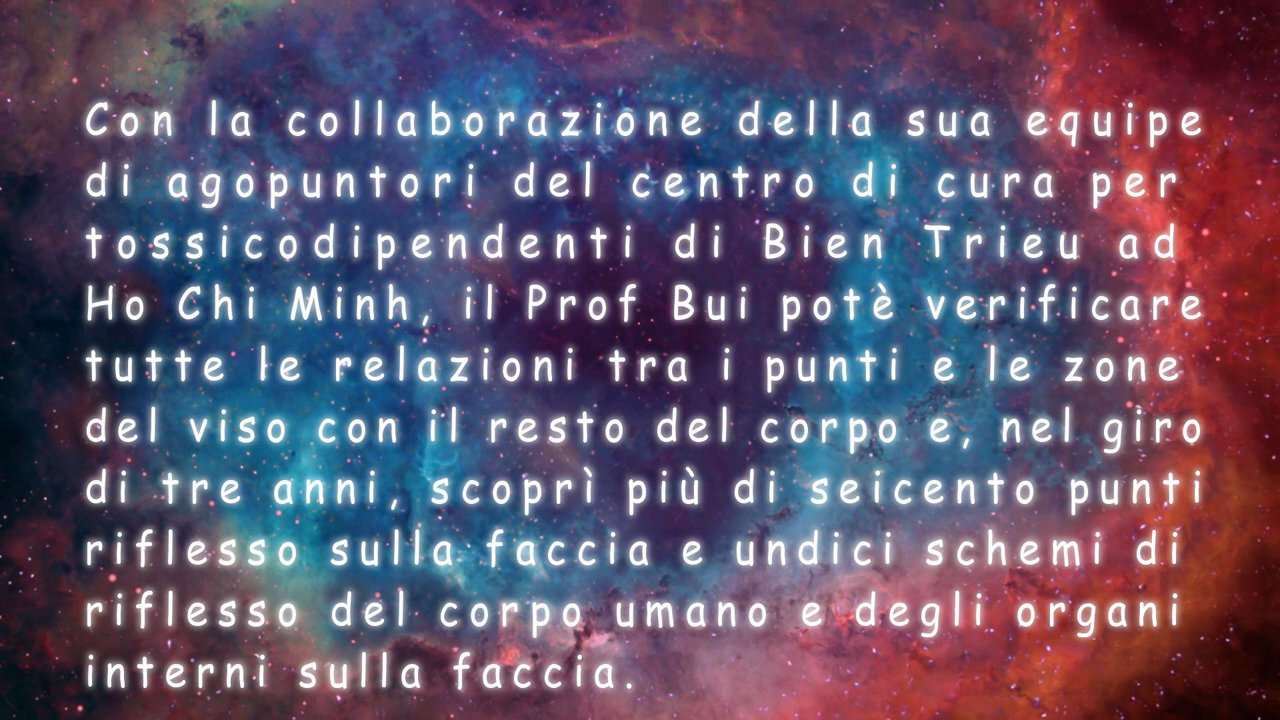 Con la collaborazione della sua equipe
di agopuntori del centro di cura per
tossicodipendenti di Bien Trieu ad
Ho Chi Minh, il Prof Bui potè verificare
tutte le relazioni tra i punti e le zone
del viso con il resto del corpo e, nel giro
di tre anni, scoprì più di seicento punti
riflesso sulla faccia e undici schemi di
riflesso del corpo umano e degli organi
interni sulla faccia.